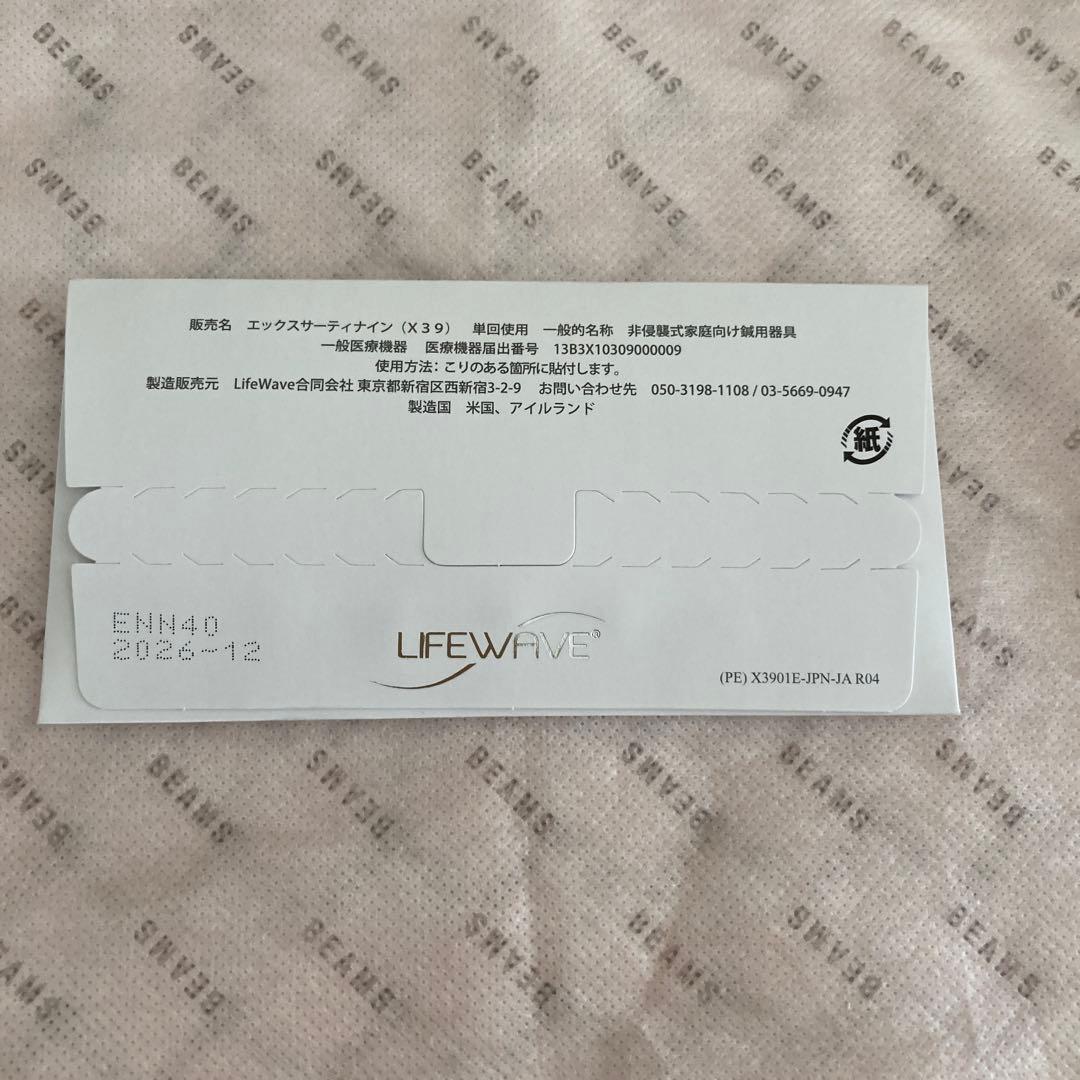 販売名 エックスサーティナイン（X39） 単回使用 一般的名称 非侵襲式家庭向け鍼用器具
一般医療機器 医療機器届出番号 13B3X10309000009
使用方法：こりのある箇所に貼付します。
製造販売元 LifeWave合同会社 東京都新宿区西新宿3-2-9 お問い合わせ先 050-3198-1108 / 03-5669-0947
製造国 米国、アイルランド
紙
ENN40
2026-12
LIFEWAVE®
(PE) X3901E-JPN-JA R04
BEAMS